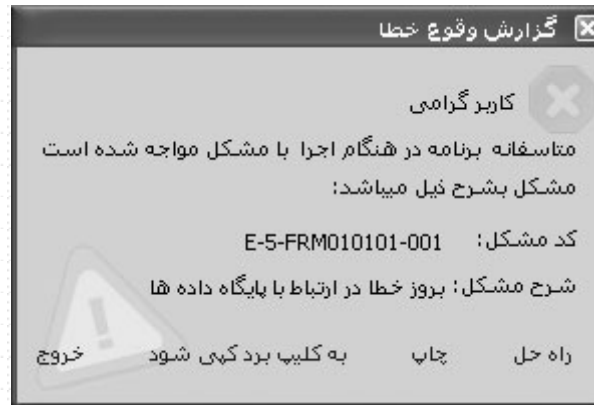 گزارش وقوع خطا
کاربر گرامی
متاسفانه برنامه در هنگام اجرا با مشکل مواجه شده است
مشکل بشرح ذیل میباشد:
کد مشکل: E-5-FRM010101-001
شرح مشکل: بروز خطا در ارتباط با پایگاه داده ها
راه حل چاپ به کلیپ برد کپی شود خروج